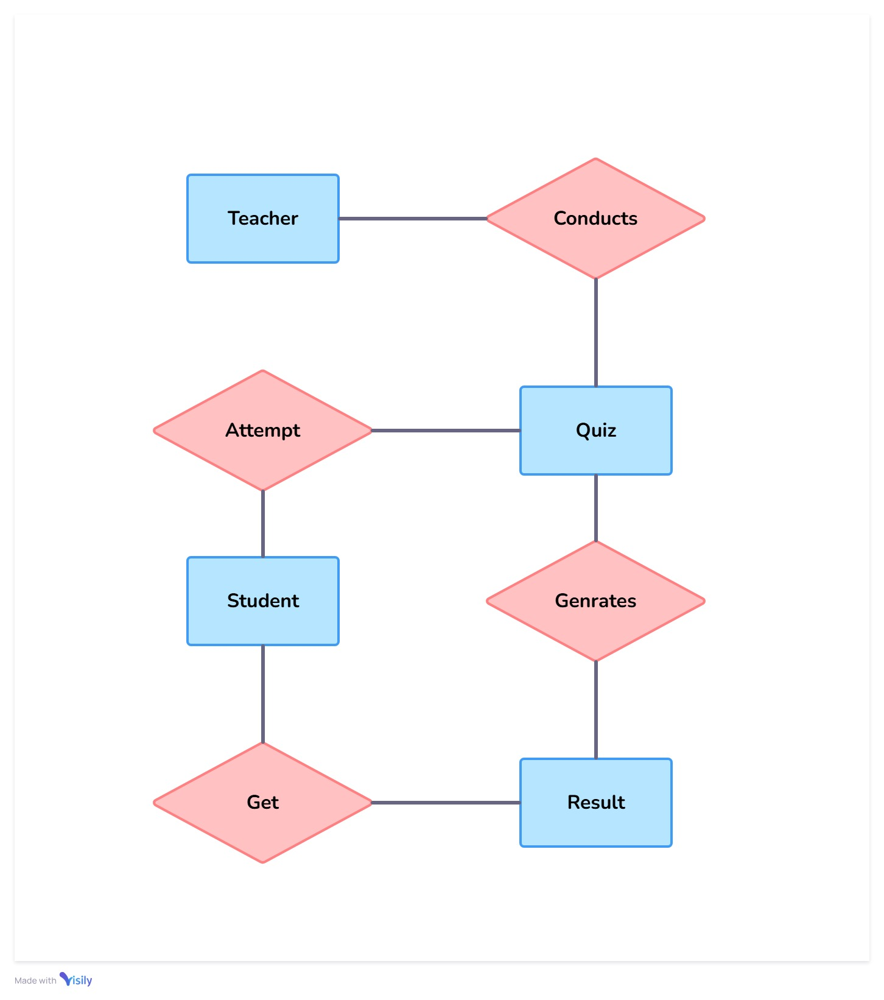 Teacher
Conducts
Attempt
Quiz
Student
Genrates
Get
Result
Made with Visily